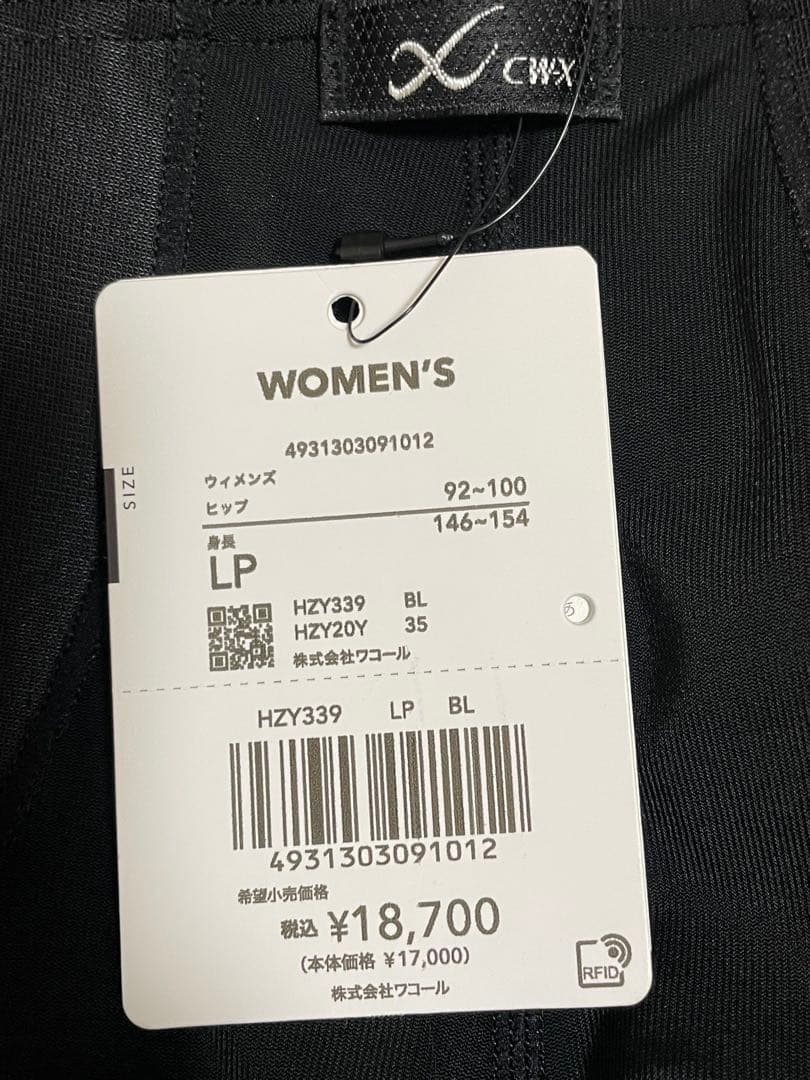 CW-X
WOMEN'S
4931303091012
SIZE
ウィメンズ
ヒップ 92~100
身長 146~154
LP
HZY339 BL
HZY20Y 35
株式会社ワコール
あ
HZY339 LP BL
4931303091012
希望小売価格
税込 ¥18,700
(本体価格 ¥17,000)
株式会社ワコール
RFID